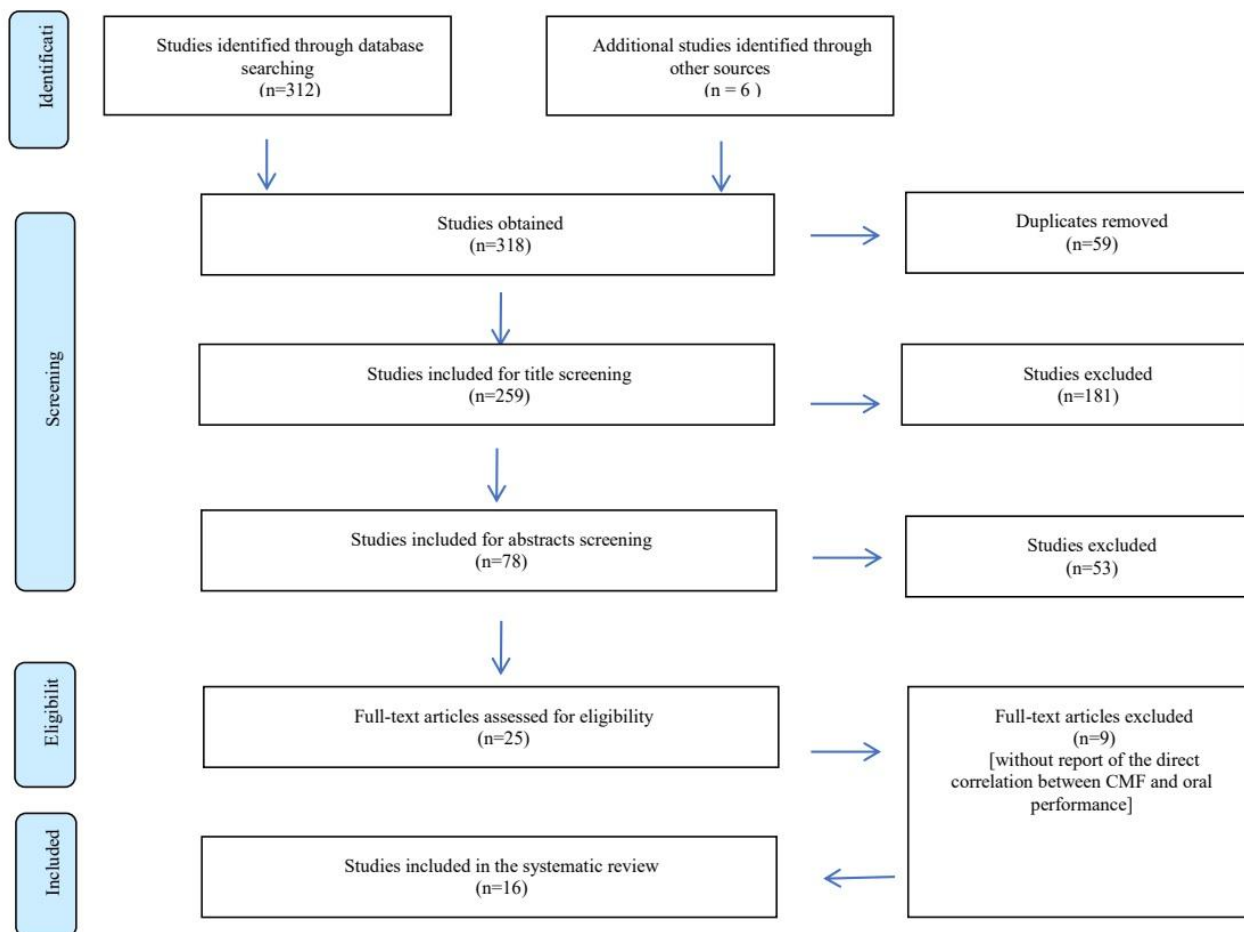 Identificati
Studies identified through database
searching
(n=312)
Additional studies identified through
other sources
(n = 6 )
Screening
Studies obtained
(n=318)
Duplicates removed
(n=59)
Studies included for title screening
(n=259)
Studies excluded
(n=181)
Studies included for abstracts screening
(n=78)
Studies excluded
(n=53)
Eligibilit
Full-text articles assessed for eligibility
(n=25)
Full-text articles excluded
(n=9)
[without report of the direct
correlation between CMF and oral
performance]
Included
Studies included in the systematic review
(n=16)